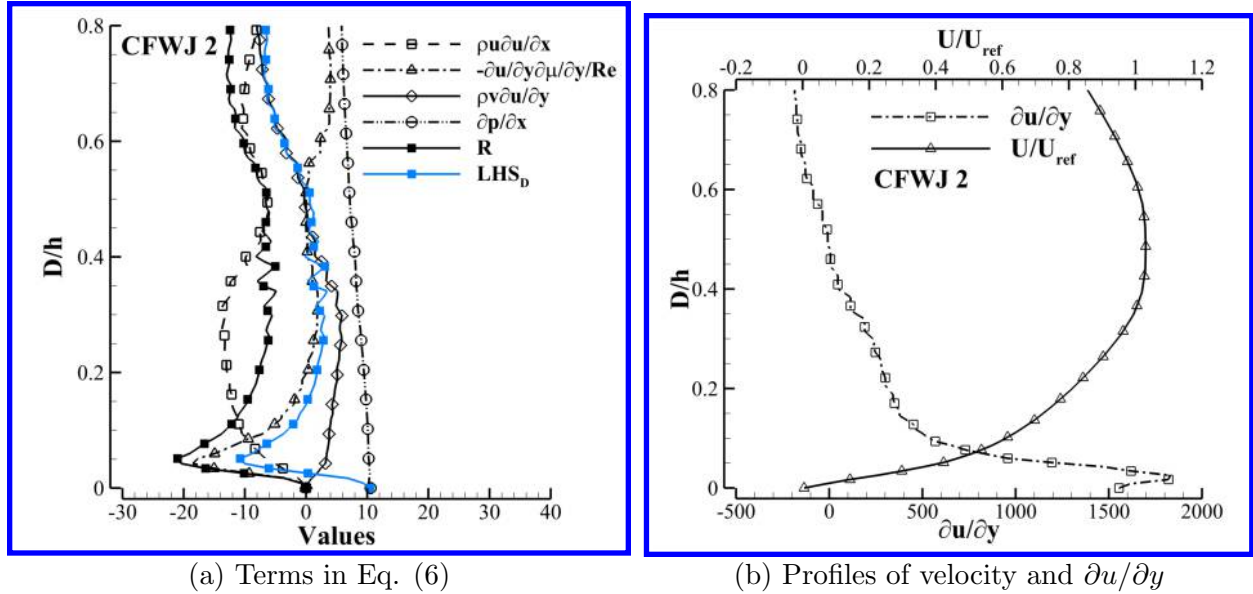 0.8
0.6
0.4
0.2
0
D/h
CFWJ 2
ρu∂u/∂x
-∂u/∂y∂μ/∂y/Re
ρv∂u/∂y
∂p/∂x
R
LHS_D
-30 -20 -10 0 10 20 30 40
Values
(a) Terms in Eq. (6)
U/U_ref
-0.2 0 0.2 0.4 0.6 0.8 1 1.2
0.8
0.6
0.4
0.2
0
D/h
∂u/∂y
U/U_ref
CFWJ 2
-500 0 500 1000 1500 2000
∂u/∂y
(b) Profiles of velocity and ∂u/∂y